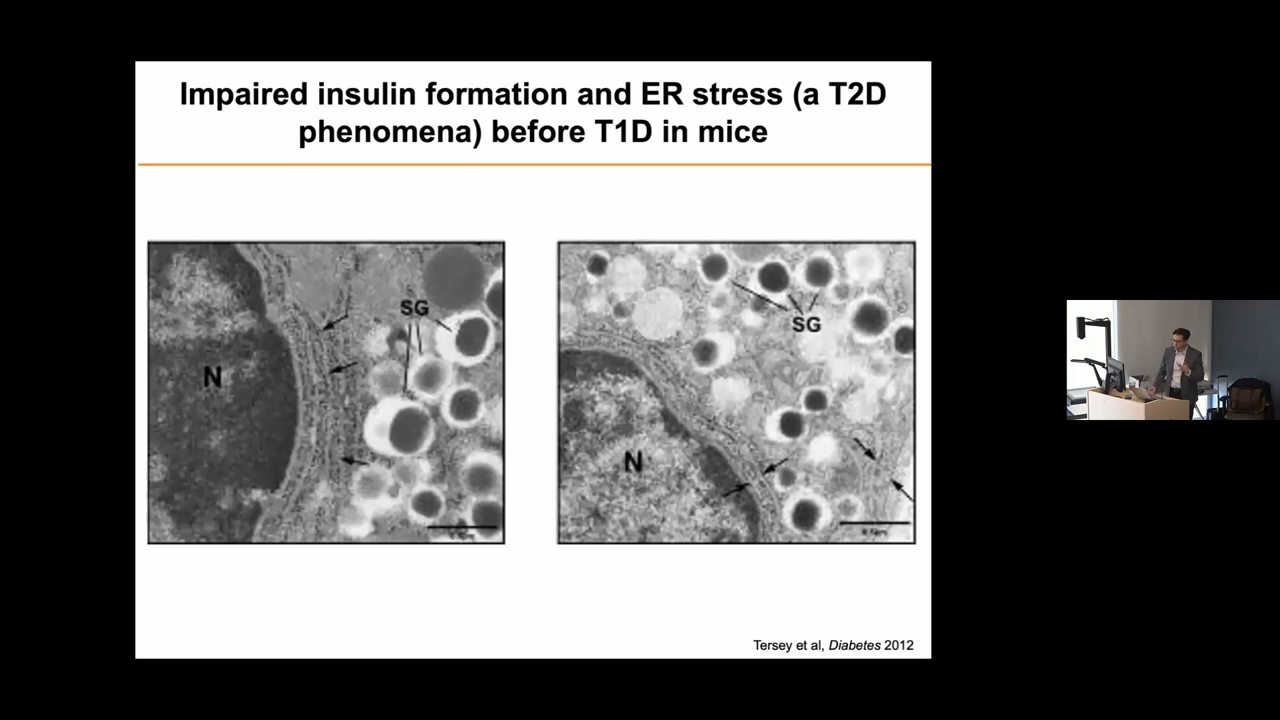 Impaired insulin formation and ER stress (a T2D
phenomena) before T1D in mice
SG
N
SG
N
Tersey et al, Diabetes 2012